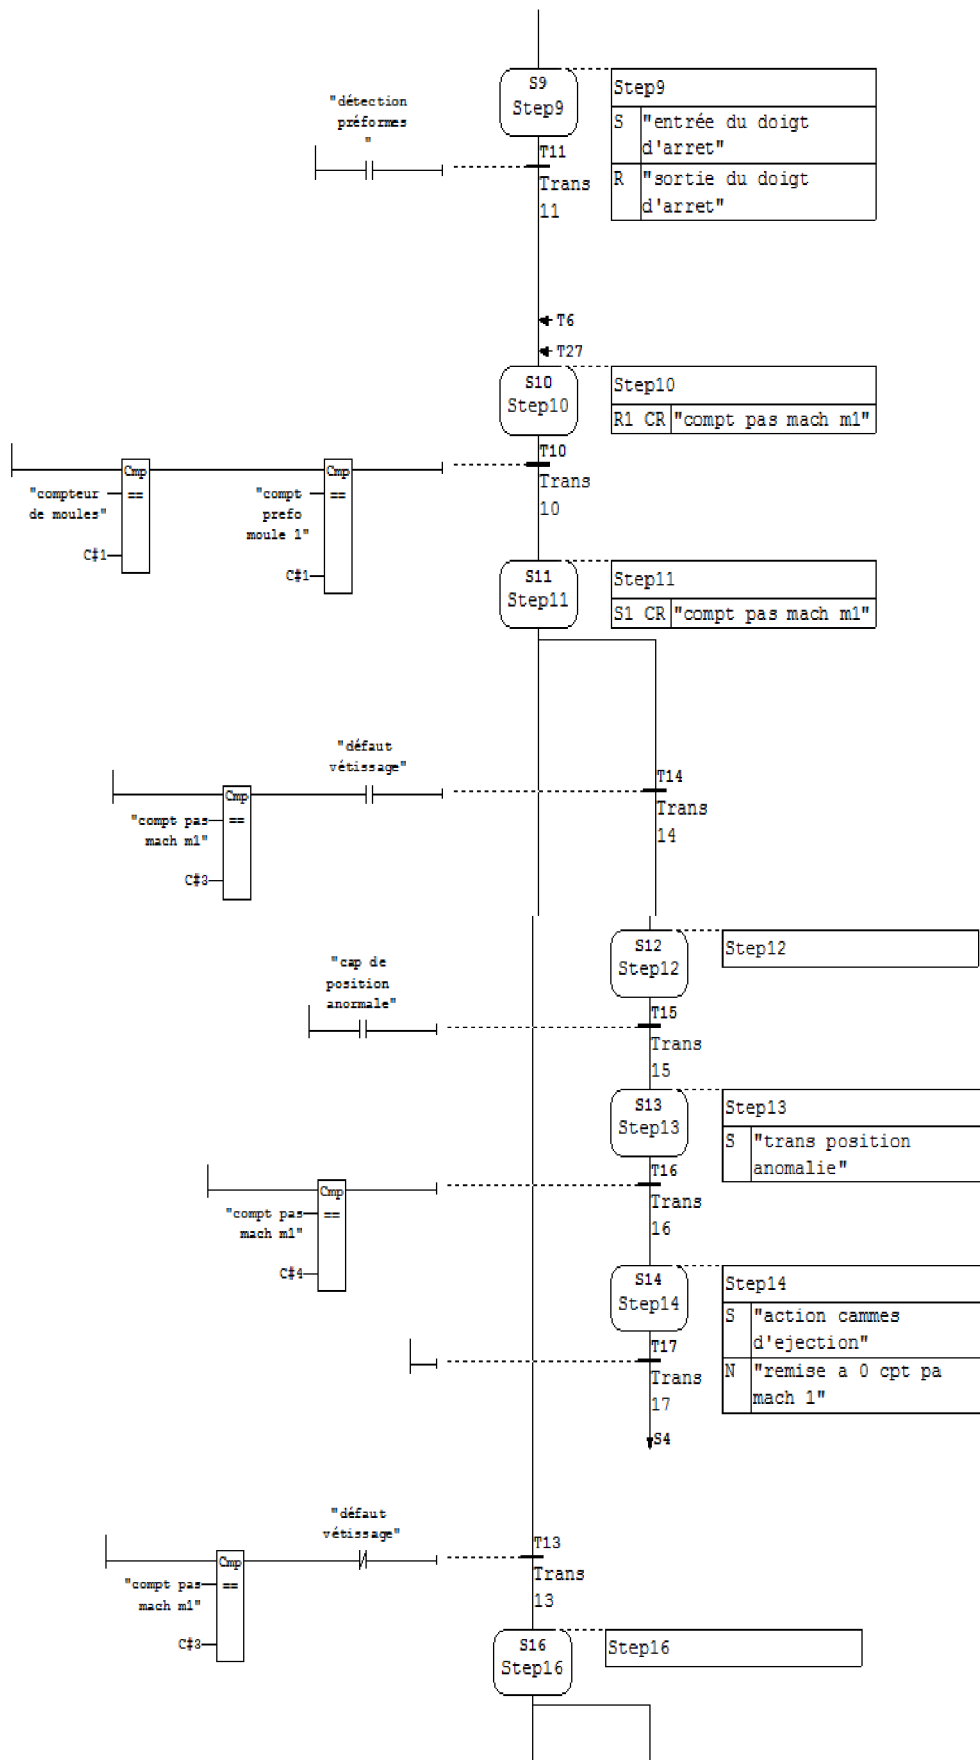 S9
Step9
Step9
S "entrée du doigt
d'arret"
R "sortie du doigt
d'arret"
"détection
préformes
"
T11
Trans
11
T6
T27
S10
Step10
Step10
R1 CR "compt pas mach m1"
T10
Trans
10
Cmp
==
"compteur
de moules"
C#1
Cmp
==
"compt
prefo
moule 1"
C#1
S11
Step11
Step11
S1 CR "compt pas mach m1"
"défaut
vétissage"
T14
Trans
14
Cmp
==
"compt pas
mach m1"
C#3
S12
Step12
Step12
"cap de
position
anormale"
T15
Trans
15
S13
Step13
Step13
S "trans position
anomalie"
T16
Trans
16
Cmp
==
"compt pas
mach m1"
C#4
S14
Step14
Step14
S "action cammes
d'ejection"
N "remise a 0 cpt pa
mach 1"
T17
Trans
17
S4
"défaut
vétissage"
T13
Trans
13
Cmp
==
"compt pas
mach m1"
C#3
S16
Step16
Step16